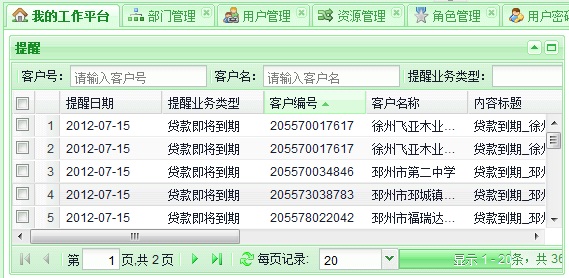 我的工作平台 部门管理 用户管理 资源管理 角色管理 用户密
提醒
客户号： 请输入客户号 客户名： 请输入客户名 提醒业务类型：
提醒日期 提醒业务类型 客户编号 客户名称 内容标题
1 2012-07-15 贷款即将到期 205570017617 徐州飞亚木业... 贷款到期_徐州
2 2012-07-15 贷款即将到期 205570017617 徐州飞亚木业... 贷款到期_徐州
3 2012-07-15 贷款即将到期 205570034846 邳州市第二中学 贷款到期_邳州
4 2012-07-15 贷款即将到期 205573038783 邳州市邳城镇... 贷款到期_邳州
5 2012-07-15 贷款即将到期 205578022042 邳州市福瑞达... 贷款到期_邳州
第 1 页,共 2 页 每页记录: 20 显示 1 - 20条，共 36